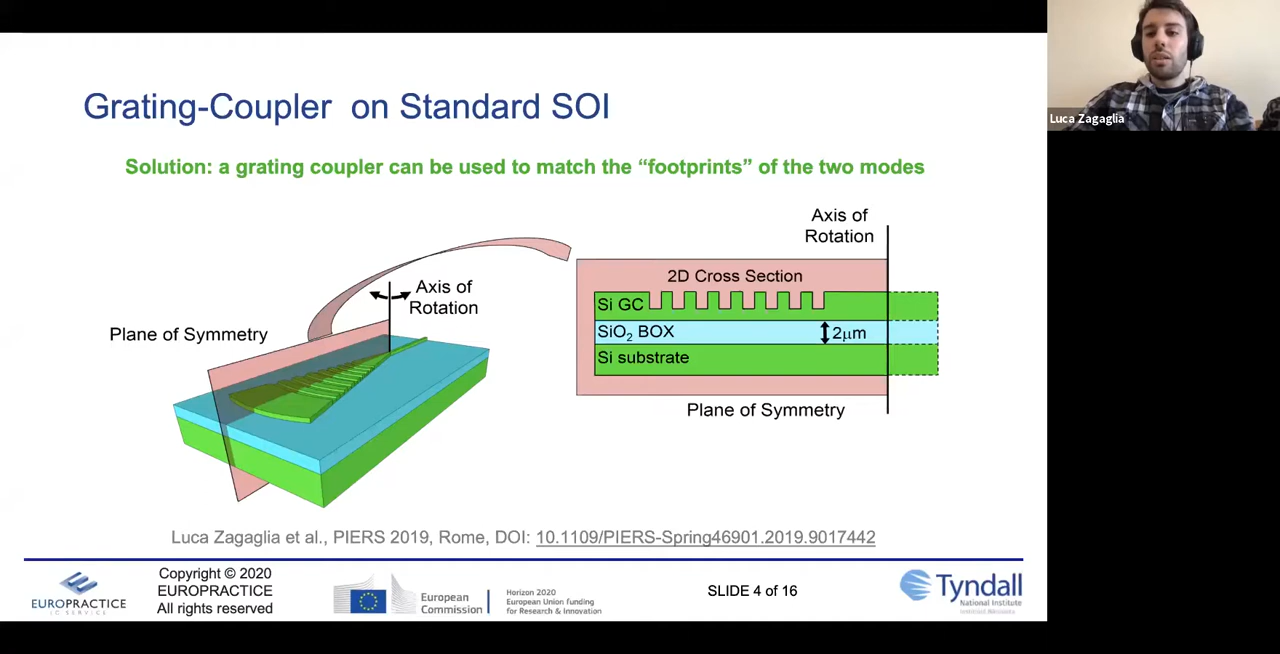 Grating-Coupler on Standard SOI
Luca Zagaglia
Solution: a grating coupler can be used to match the “footprints” of the two modes
Axis of
Rotation
Plane of Symmetry
Axis of
Rotation
2D Cross Section
Si GC
SiO₂ BOX
2μm
Si substrate
Plane of Symmetry
Luca Zagaglia et al., PIERS 2019, Rome, DOI: 10.1109/PIERS-Spring46901.2019.9017442
EUROPRACTICE
IC SERVICE
Copyright © 2020
EUROPRACTICE
All rights reserved
European
Commission
Horizon 2020
European Union funding
for Research & Innovation
SLIDE 4 of 16
Tyndall
National Institute